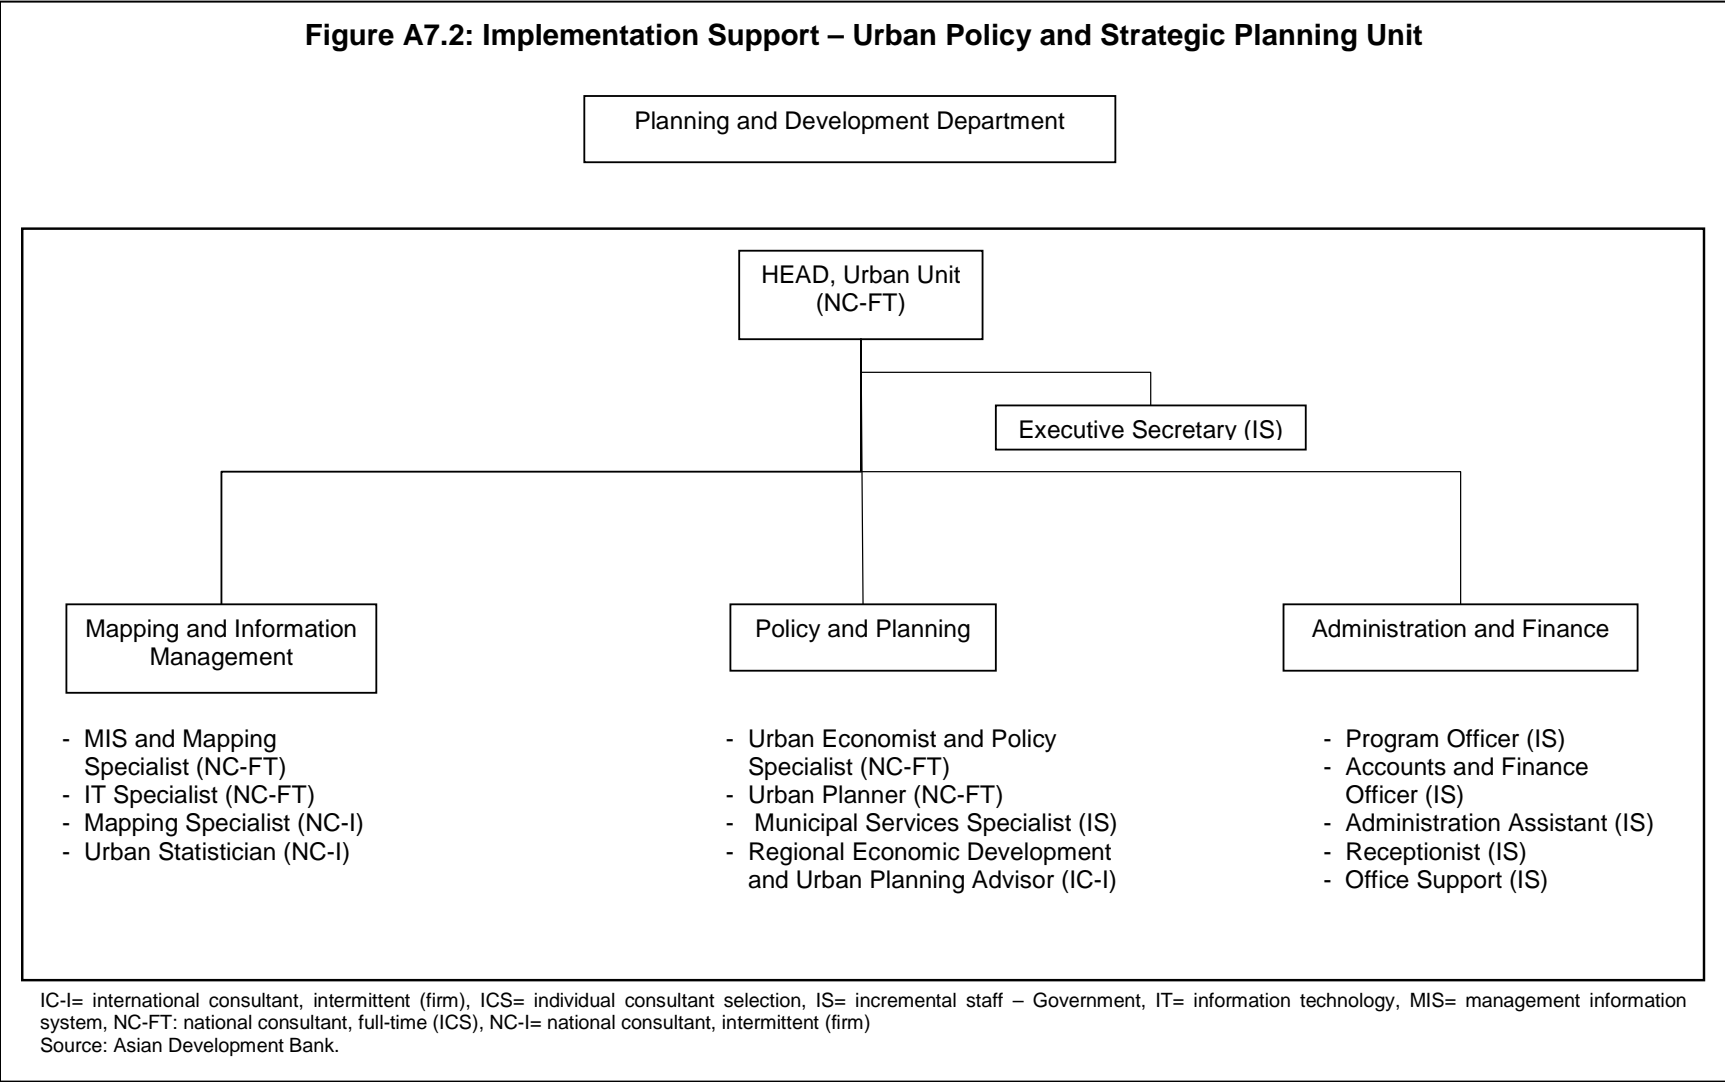 Figure A7.2: Implementation Support – Urban Policy and Strategic Planning Unit
Planning and Development Department
HEAD, Urban Unit
(NC-FT)
Executive Secretary (IS)
Mapping and Information
Management
Policy and Planning
Administration and Finance
- MIS and Mapping
Specialist (NC-FT)
- IT Specialist (NC-FT)
- Mapping Specialist (NC-I)
- Urban Statistician (NC-I)
- Urban Economist and Policy
Specialist (NC-FT)
- Urban Planner (NC-FT)
- Municipal Services Specialist (IS)
- Regional Economic Development
and Urban Planning Advisor (IC-I)
- Program Officer (IS)
- Accounts and Finance
Officer (IS)
- Administration Assistant (IS)
- Receptionist (IS)
- Office Support (IS)
IC-I= international consultant, intermittent (firm), ICS= individual consultant selection, IS= incremental staff – Government, IT= information technology, MIS= management information
system, NC-FT: national consultant, full-time (ICS), NC-I= national consultant, intermittent (firm)
Source: Asian Development Bank.